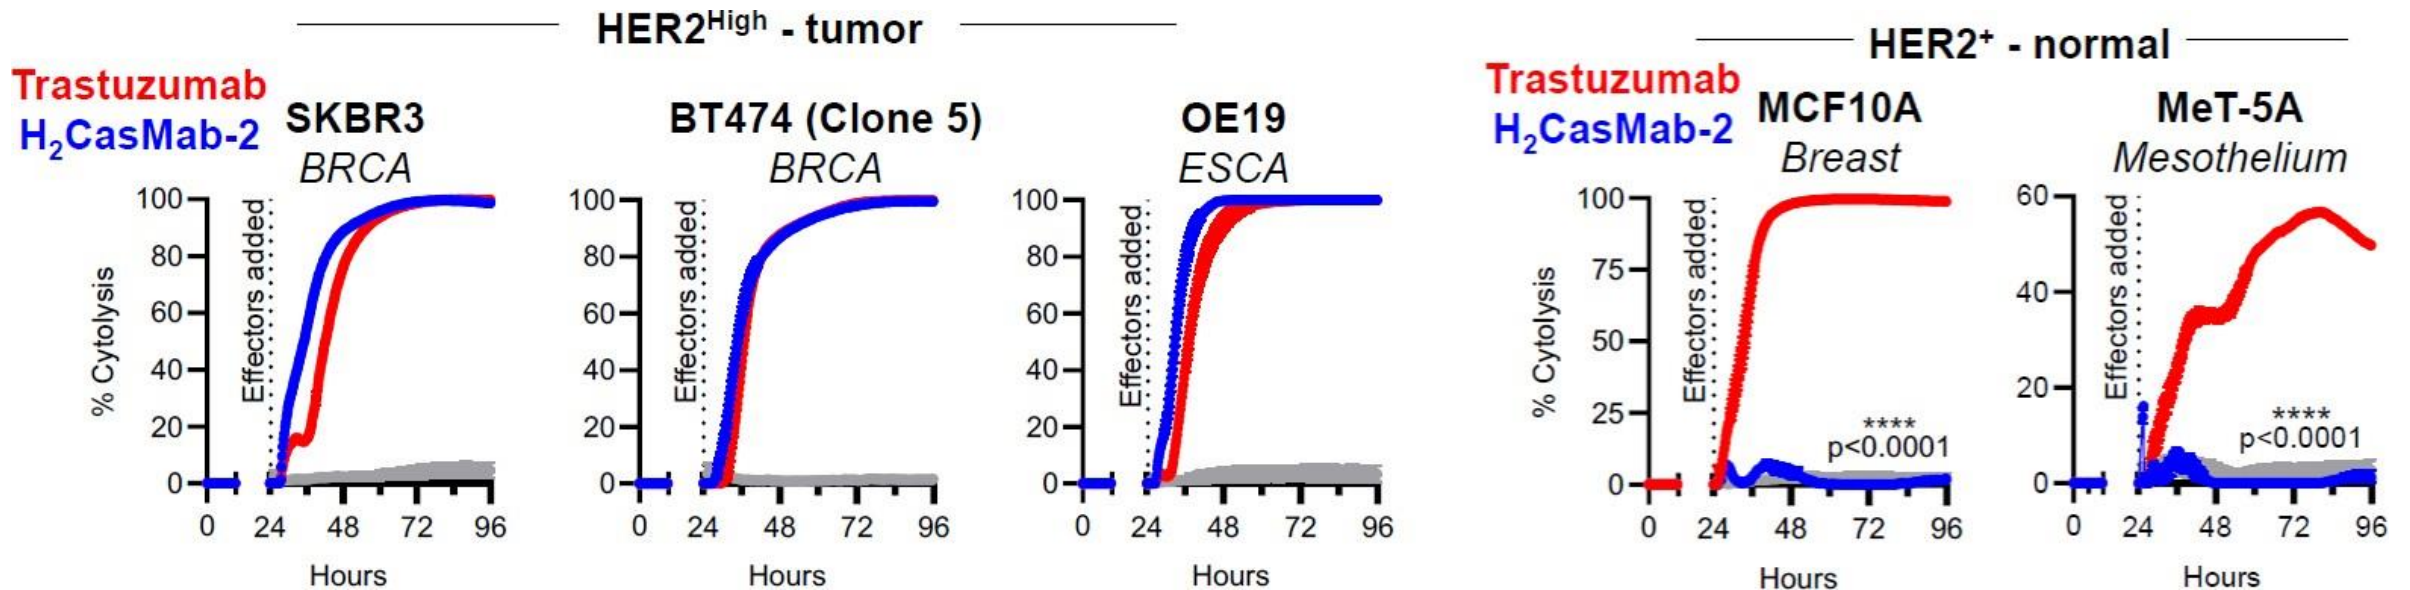 HER2High - tumor
Trastuzumab
H2CasMab-2
SKBR3
BRCA
% Cytolysis
100
80
60
40
20
0
Effectors added
0 24 48 72 96
Hours
BT474 (Clone 5)
BRCA
100
80
60
40
20
0
Effectors added
0 24 48 72 96
Hours
OE19
ESCA
100
80
60
40
20
0
Effectors added
0 24 48 72 96
Hours
HER2+ - normal
Trastuzumab
H2CasMab-2
MCF10A
Breast
% Cytolysis
100
75
50
25
0
Effectors added
****
p<0.0001
0 24 48 72 96
Hours
MeT-5A
Mesothelium
60
40
20
0
Effectors added
****
p<0.0001
0 24 48 72 96
Hours